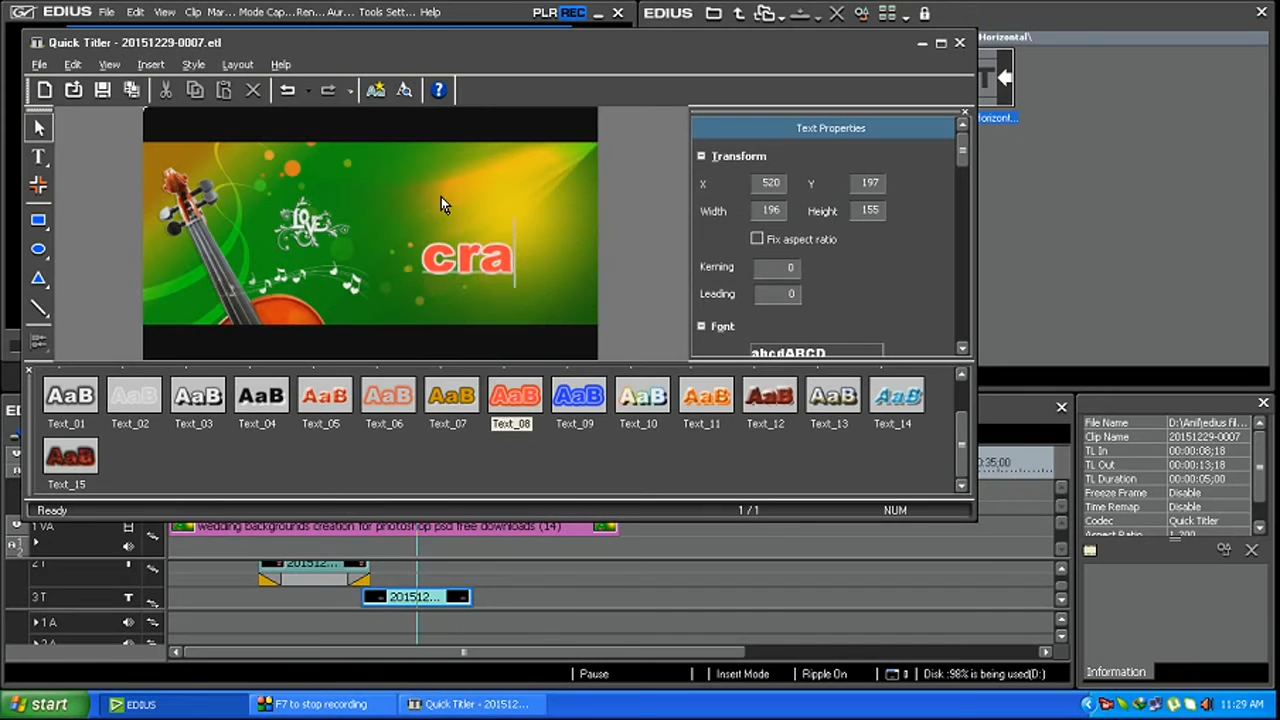 EDIUS File Edit View Clip Mar... Mode Cap... Ren... Aur... Tools Sett... Help PLR REC
EDIUS
Horizontal\
Quick Titler - 20151229-0007.etl
File Edit View Insert Style Layout Help
T
Text Properties
Transform
X 520 Y 197
Width 196 Height 155
Fix aspect ratio
Kerning 0
Leading 0
Font
abcdABCD
LOVE
cra
AaB AaB AaB AaB AaB AaB AaB AaB AaB AaB AaB AaB AaB AaB
Text_01 Text_02 Text_03 Text_04 Text_05 Text_06 Text_07 Text_08 Text_09 Text_10 Text_11 Text_12 Text_13 Text_14
AaB
Text_15
Ready 1 / 1 NUM
File Name D:\Anil\edius fil...
Clip Name 20151229-0007
TL In 00:00:08;18
TL Out 00:00:13;18
TL Duration 00:00:05;00
Freeze Frame Disable
Time Remap Disable
Codec Quick Titler
Aspect Ratio 1.200
0:35;00
1 VA wedding backgrounds creation for photoshop psd free downloads (14)
2 T 201512...
3 T T 201512...
1 A
2 A
Pause Insert Mode Ripple On Disk :98% is being used(D:)
Information
start EDIUS F7 to stop recording Quick Titler - 201512... 11:29 AM